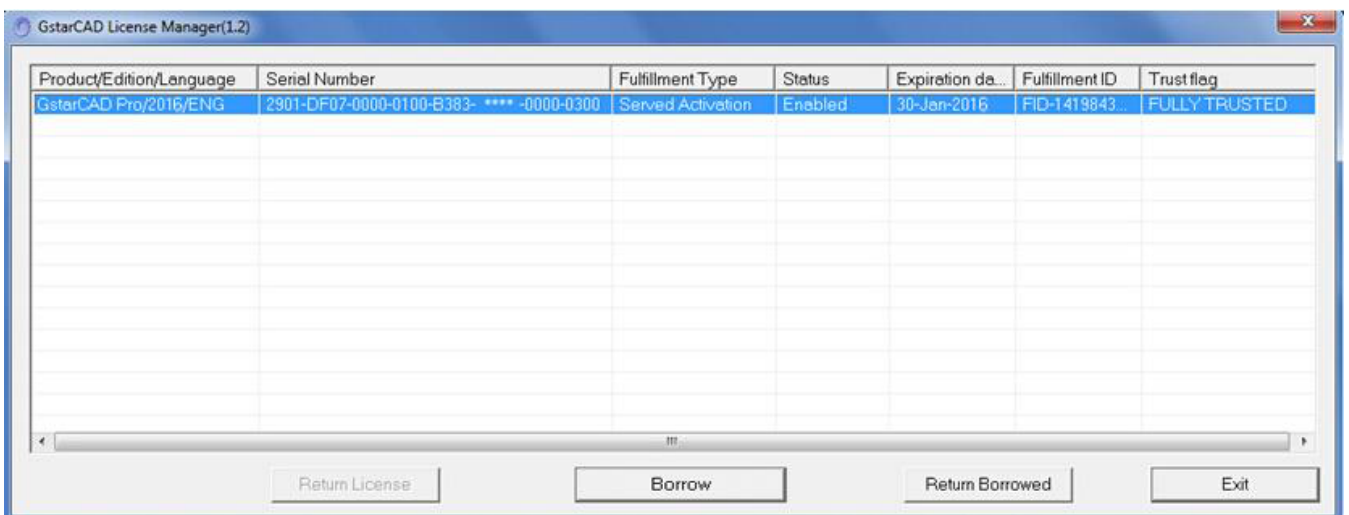 GstarCAD License Manager(1.2)
Product/Edition/Language Serial Number Fulfillment Type Status Expiration da... Fulfillment ID Trust flag
GstarCAD Pro/2016/ENG 2901-DF07-0000-0100-B383- **** -0000-0300 Served Activation Enabled 30-Jan-2016 FID-1419843... FULLY TRUSTED
Return License Borrow Return Borrowed Exit